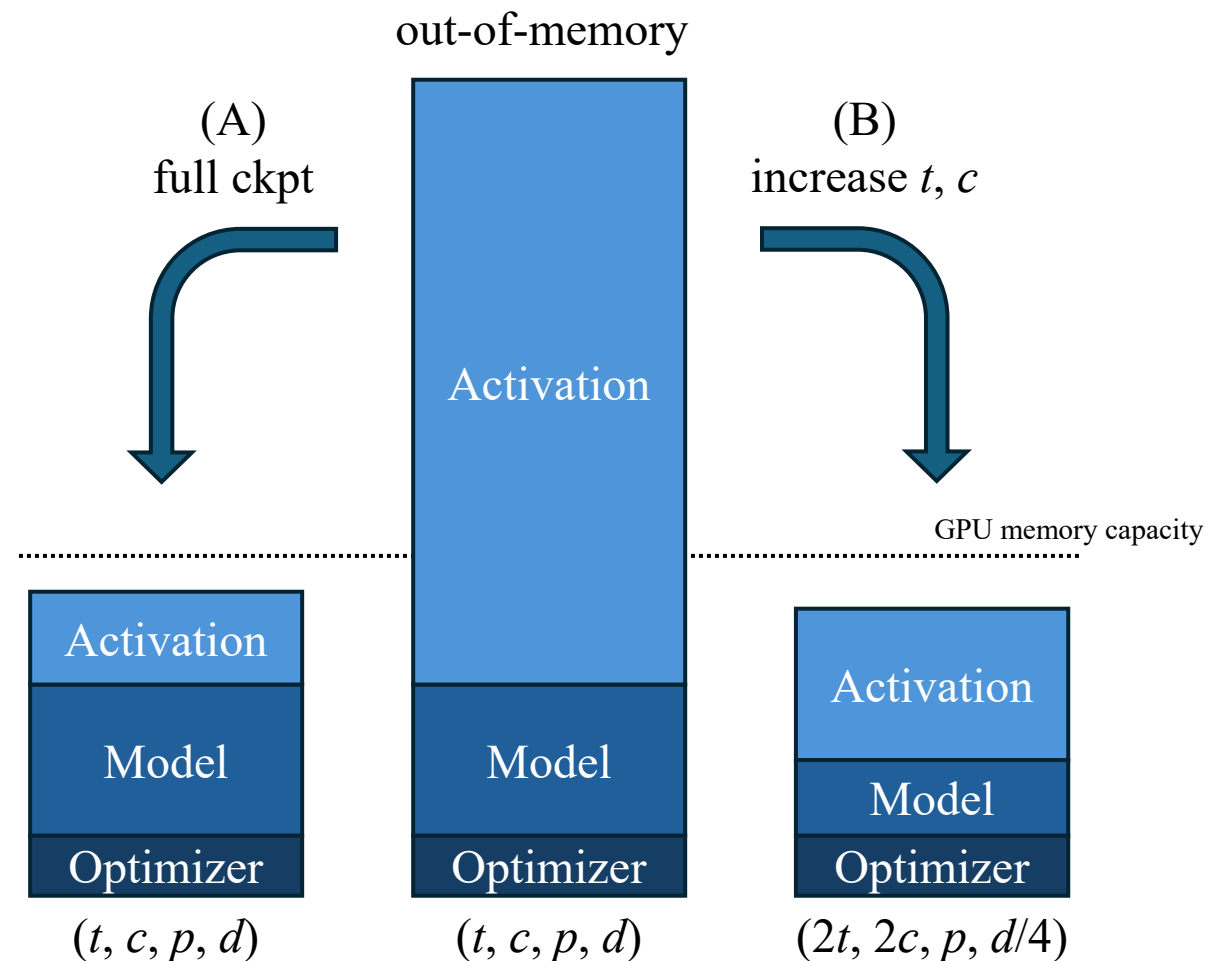 out-of-memory
(A)
full ckpt
(B)
increase t, c
Activation
GPU memory capacity
Activation
Model
Optimizer
Model
Optimizer
Activation
Model
Optimizer
(t, c, p, d)
(t, c, p, d)
(2t, 2c, p, d/4)